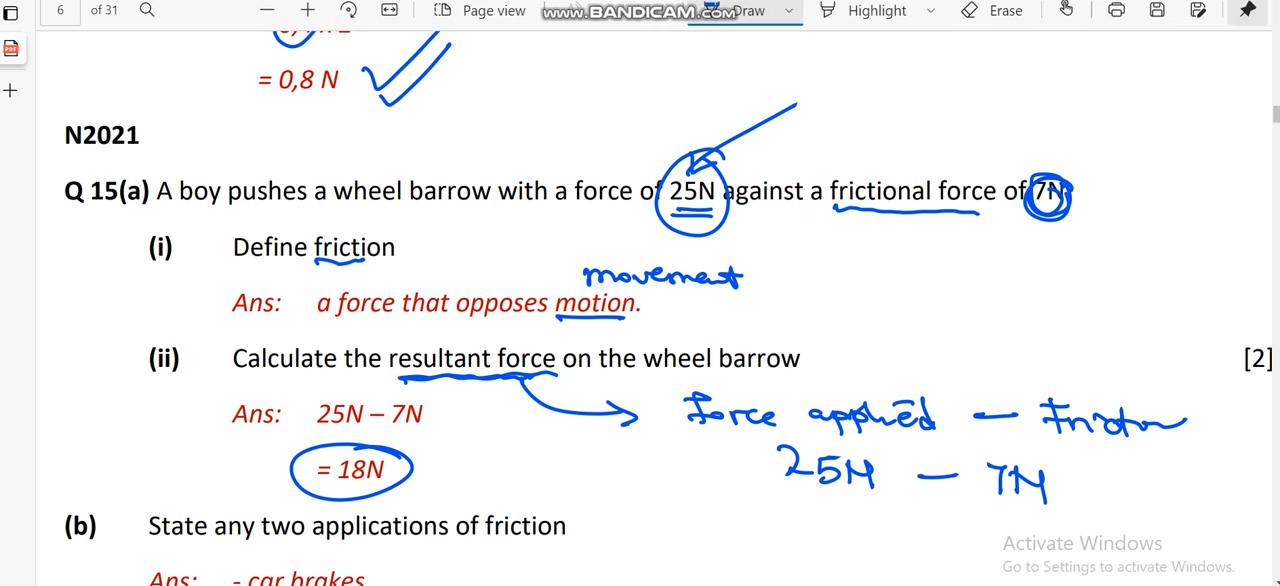 6 of 31 Page view www.BANDICAM.com Draw Highlight Erase
= 0,8 N
N2021
Q 15(a) A boy pushes a wheel barrow with a force of 25N against a frictional force of 7N
(i) Define friction
movement
Ans: a force that opposes motion.
(ii) Calculate the resultant force on the wheel barrow [2]
Ans: 25N – 7N
Force applied — Friction
= 18N
25N — 7N
(b) State any two applications of friction
Ans: - car brakes
Activate Windows
Go to Settings to activate Windows.